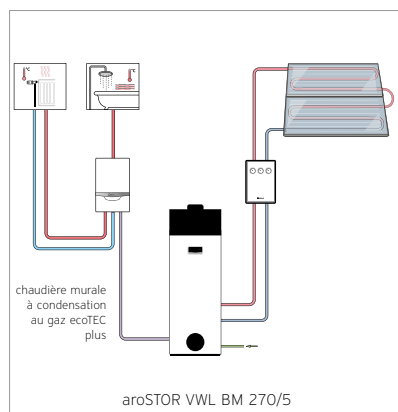 °C
°C
chaudière murale
à condensation
au gaz ecoTEC
plus
aroSTOR VWL BM 270/5